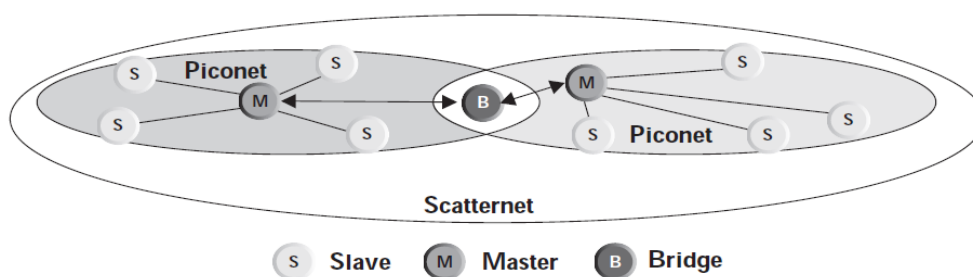 S Piconet S
M
S S
B
M S
S Piconet S S
Scatternet
S Slave M Master B Bridge